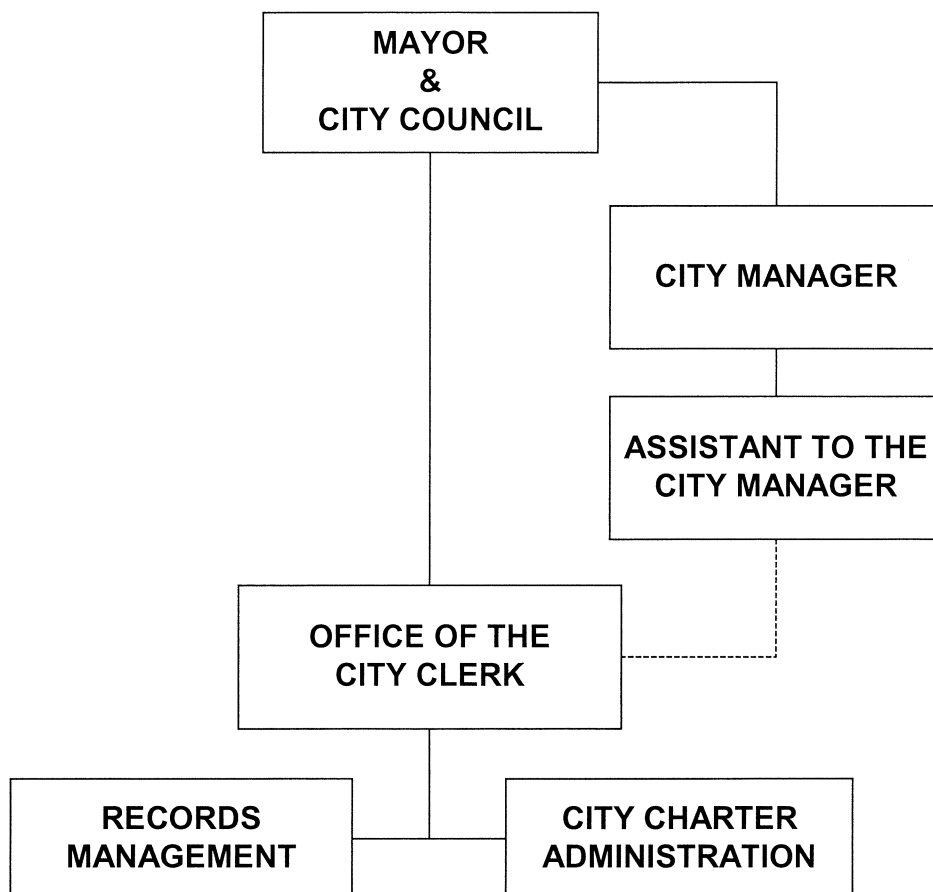 MAYOR
&
CITY COUNCIL
CITY MANAGER
ASSISTANT TO THE
CITY MANAGER
OFFICE OF THE
CITY CLERK
RECORDS
MANAGEMENT
CITY CHARTER
ADMINISTRATION